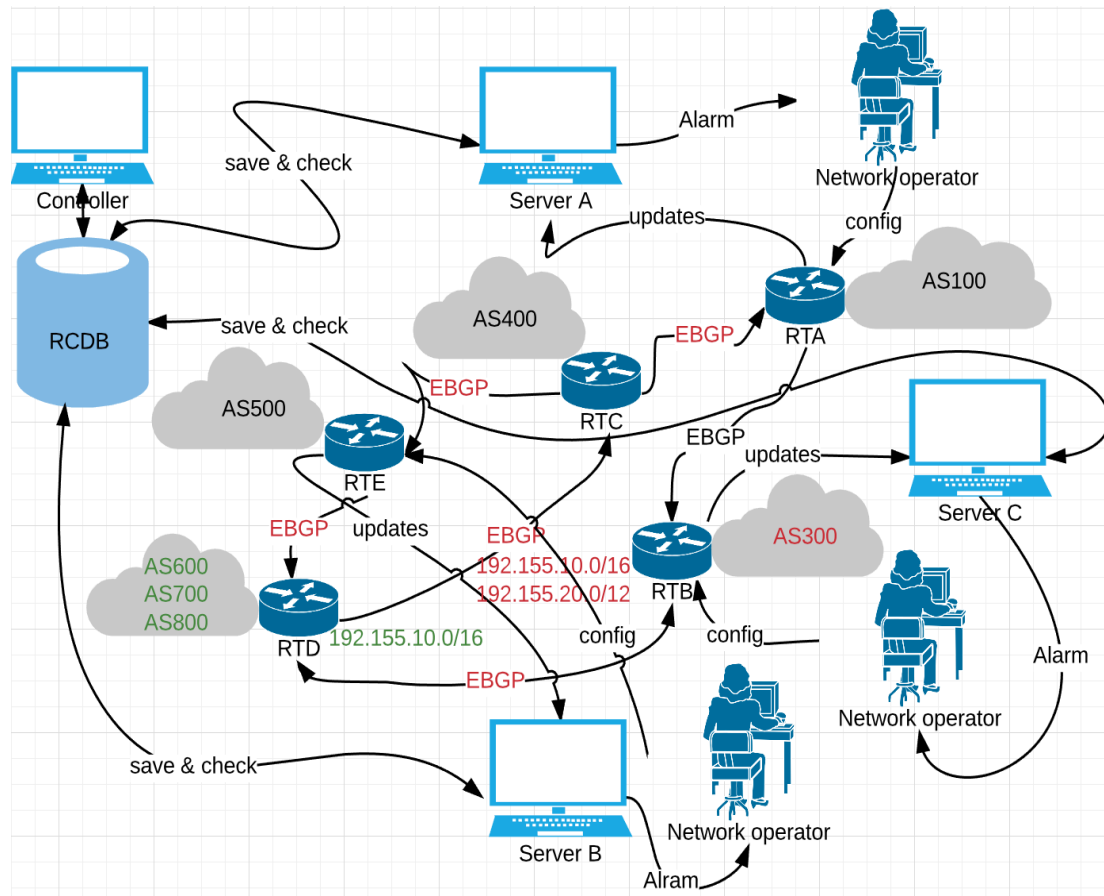 Alarm
save & check
Controller
Server A
Network operator
updates
config
AS100
AS400
RCDB
save & check
EBGP
RTA
EBGP
AS500
RTC
EBGP
updates
RTE
Server C
EBGP
updates
EBGP
AS300
AS600
192.155.10.0/16
AS700
192.155.20.0/12
RTB
AS800
192.155.10.0/16
config
config
RTD
Alarm
EBGP
Network operator
save & check
Network operator
Server B
Alram